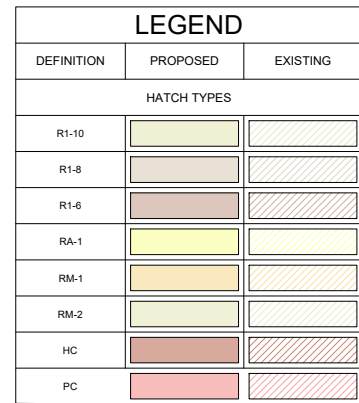 LEGEND
DEFINITION PROPOSED EXISTING
HATCH TYPES
R1-10
R1-8
R1-6
RA-1
RM-1
RM-2
HC
PC